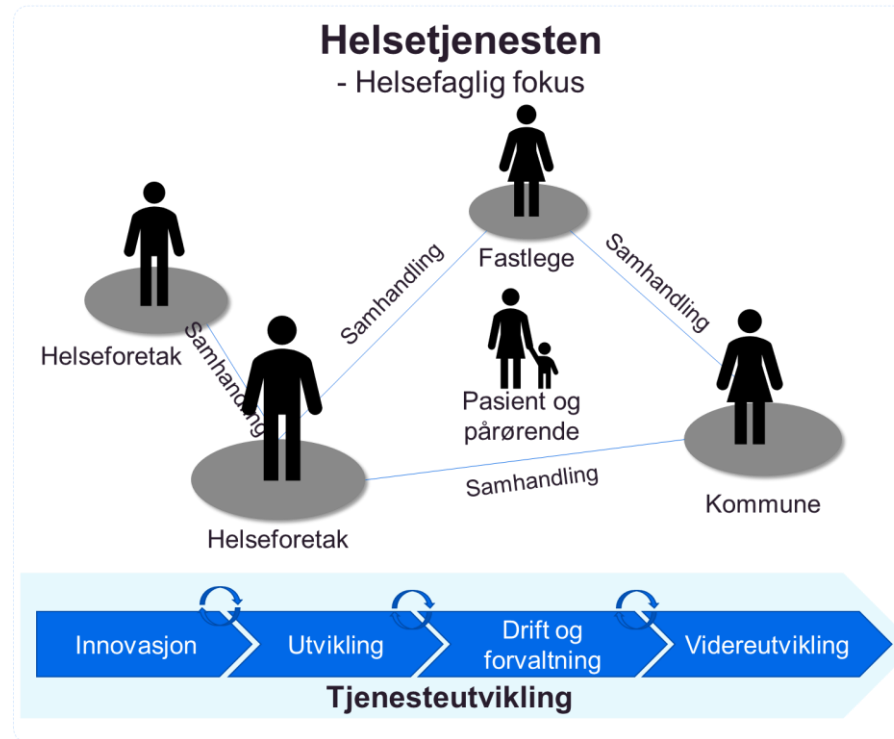 Helsetjenesten
- Helsefaglig fokus
Fastlege
Samhandling
Samhandling
Helseforetak
Samhandling
Pasient og
pårørende
Samhandling
Kommune
Helseforetak
Innovasjon
Utvikling
Drift og
forvaltning
Videreutvikling
Tjenesteutvikling